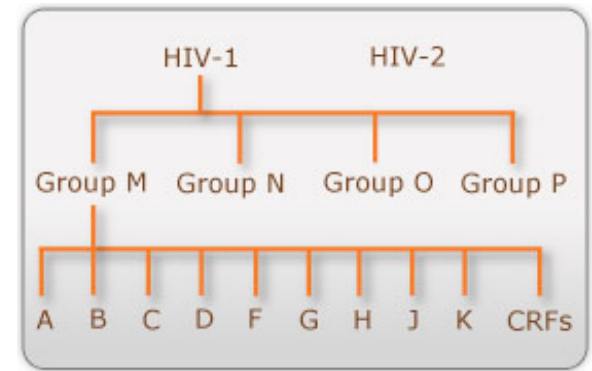 HIV-1 HIV-2
Group M Group N Group O Group P
A B C D F G H J K CRFs